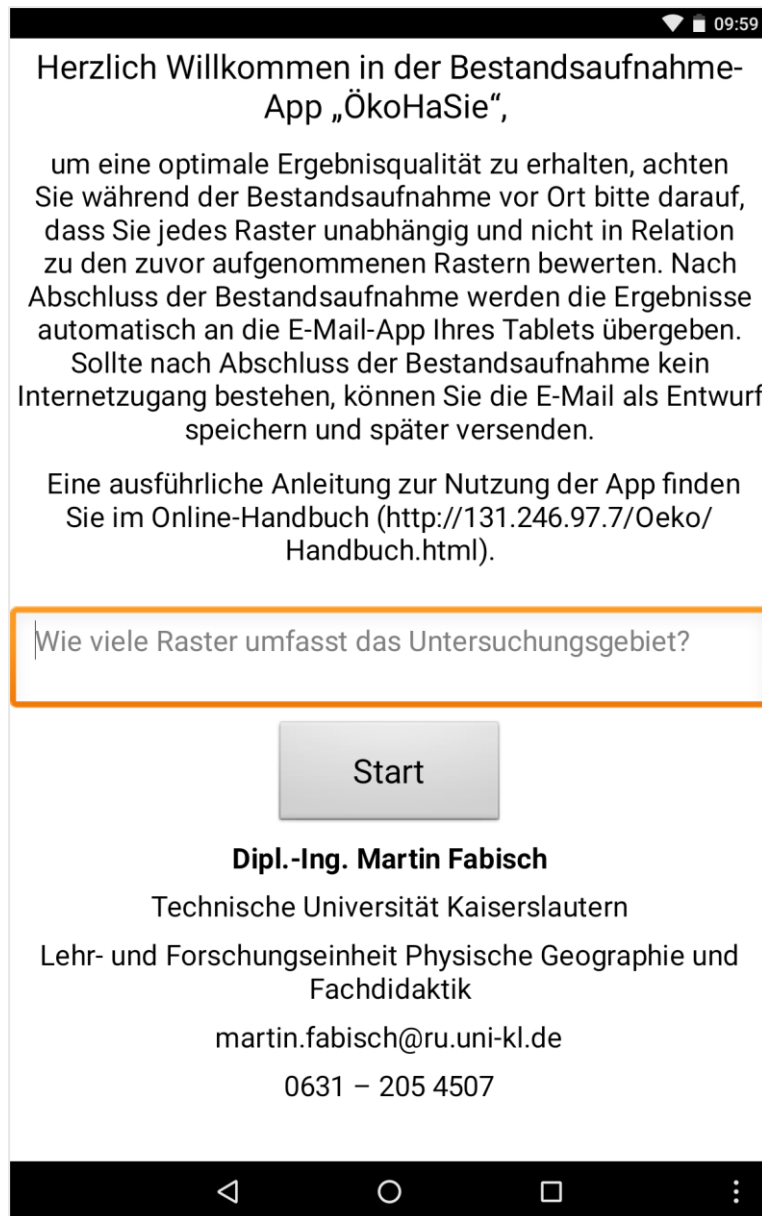 09:59
Herzlich Willkommen in der Bestandsaufnahme-
App „ÖkoHaSie“,
um eine optimale Ergebnisqualität zu erhalten, achten
Sie während der Bestandsaufnahme vor Ort bitte darauf,
dass Sie jedes Raster unabhängig und nicht in Relation
zu den zuvor aufgenommenen Rastern bewerten. Nach
Abschluss der Bestandsaufnahme werden die Ergebnisse
automatisch an die E-Mail-App Ihres Tablets übergeben.
Sollte nach Abschluss der Bestandsaufnahme kein
Internetzugang bestehen, können Sie die E-Mail als Entwurf
speichern und später versenden.
Eine ausführliche Anleitung zur Nutzung der App finden
Sie im Online-Handbuch (http://131.246.97.7/Oeko/
Handbuch.html).
Wie viele Raster umfasst das Untersuchungsgebiet?
Start
Dipl.-Ing. Martin Fabisch
Technische Universität Kaiserslautern
Lehr- und Forschungseinheit Physische Geographie und
Fachdidaktik
martin.fabisch@ru.uni-kl.de
0631 – 205 4507